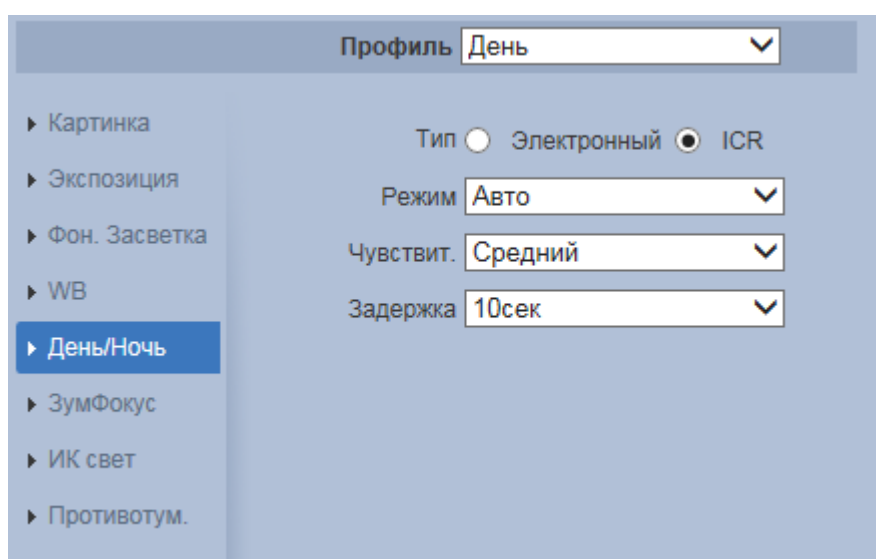 Профиль День
Картинка
Экспозиция
Фон. Засветка
WB
День/Ночь
ЗумФокус
ИК свет
Противотум.
Тип Электронный ICR
Режим Авто
Чувствит. Средний
Задержка 10сек